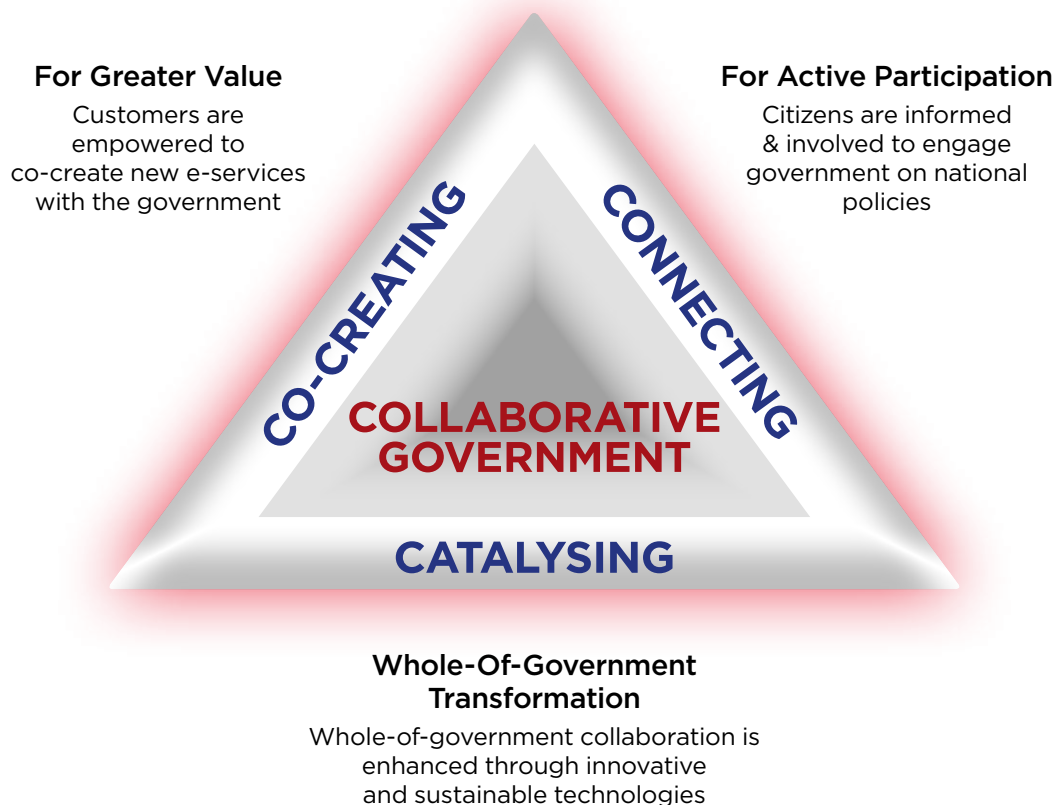 For Greater Value
Customers are
empowered to
co-create new e-services
with the government
For Active Participation
Citizens are informed
& involved to engage
government on national
policies
CO-CREATING
CONNECTING
COLLABORATIVE
GOVERNMENT
CATALYSING
Whole-Of-Government
Transformation
Whole-of-government collaboration is
enhanced through innovative
and sustainable technologies